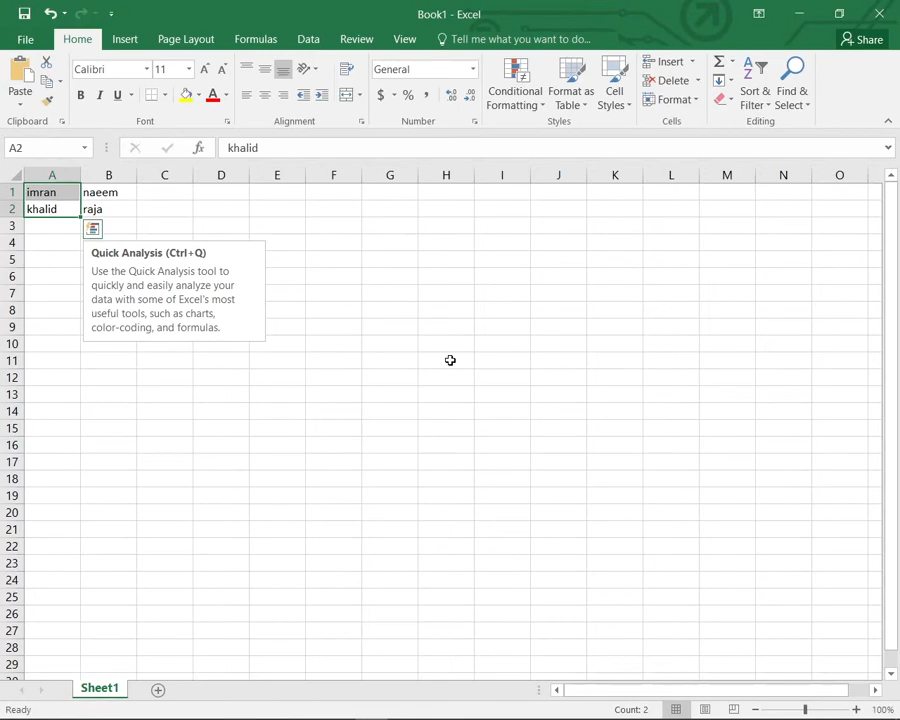 Book1 - Excel
File Home Insert Page Layout Formulas Data Review View Tell me what you want to do... Share
Paste
Calibri 11
B I U
General
$ % ,
Conditional Formatting
Format as Table
Cell Styles
Insert
Delete
Format
Sort & Filter
Find & Select
Clipboard Font Alignment Number Styles Cells Editing
A2 fx khalid
A B C D E F G H I J K L M N O
1 imran naeem
2 khalid raja
3
4
5
6
7
8
9
10
11
12
13
14
15
16
17
18
19
20
21
22
23
24
25
26
27
28
29
Quick Analysis (Ctrl+Q)
Use the Quick Analysis tool to
quickly and easily analyze your
data with some of Excel's most
useful tools, such as charts,
color-coding, and formulas.
Sheet1
Ready Count: 2 100%